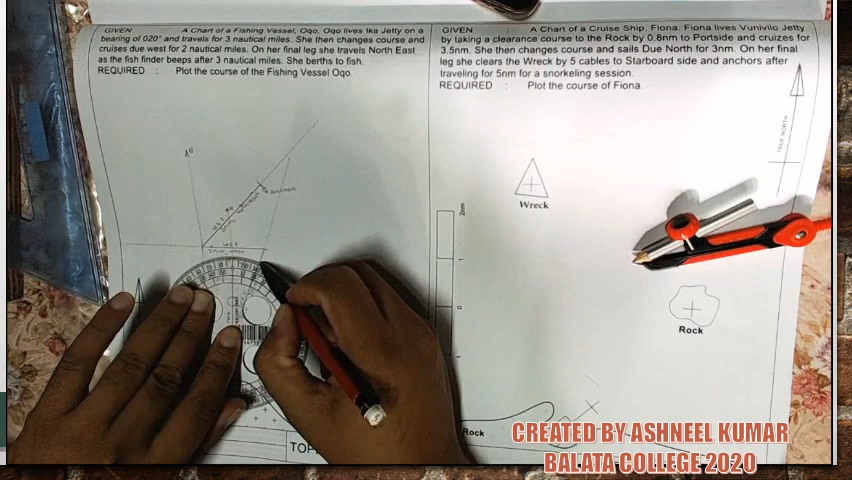 GIVEN : A Chart of a Fishing Vessel, Oqo. Oqo lives Ika Jetty on a
bearing of 020° and travels for 3 nautical miles. She then changes course and
cruises due west for 2 nautical miles. On her final leg she travels North East
as the fish finder beeps after 3 nautical miles. She berths to fish.
REQUIRED : Plot the course of the Fishing Vessel Oqo.
GIVEN : A Chart of a Cruise Ship, Fiona. Fiona lives Vunivilo Jetty
by taking a clearance course to the Rock by 0.8nm to Portside and cruizes for
3.5nm. She then changes course and sails Due North for 3nm. On her final
leg she clears the Wreck by 5 cables to Starboard side and anchors after
traveling for 5nm for a snorkeling session.
REQUIRED : Plot the course of Fiona.
TRUE NORTH
Wreck
2nm
1
0
1
Rock
Rock
CREATED BY ASHNEEL KUMAR
BALATA COLLEGE 2020